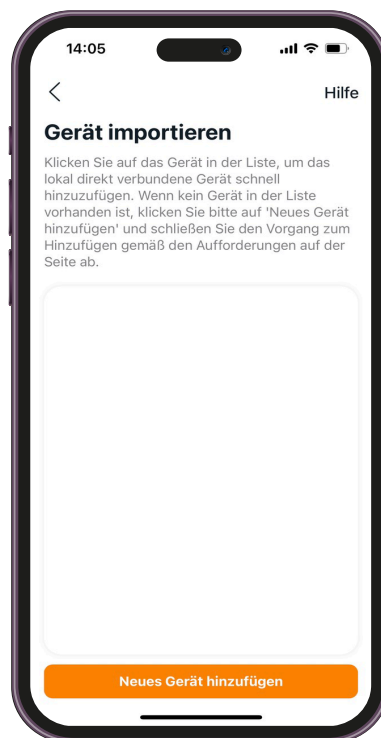 14:05
Hilfe
Gerät importieren
Klicken Sie auf das Gerät in der Liste, um das
lokal direkt verbundene Gerät schnell
hinzuzufügen. Wenn kein Gerät in der Liste
vorhanden ist, klicken Sie bitte auf 'Neues Gerät
hinzufügen' und schließen Sie den Vorgang zum
Hinzufügen gemäß den Aufforderungen auf der
Seite ab.
Neues Gerät hinzufügen